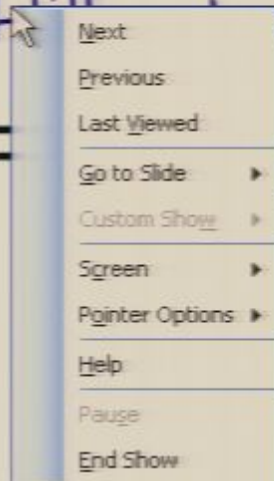 Next
Previous
Last Viewed
Go to Slide
Custom Show
Screen
Pointer Options
Help
Pause
End Show